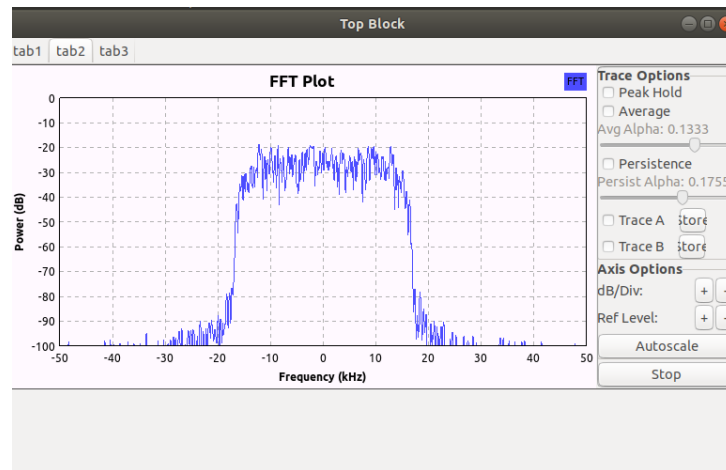 Top Block
tab1 tab2 tab3
FFT Plot
FFT
0
-10
-20
-30
-40
-50
-60
-70
-80
-90
-100
Power (dB)
-50 -40 -30 -20 -10 0 10 20 30 40 50
Frequency (kHz)
Trace Options
Peak Hold
Average
Avg Alpha: 0.1333
Persistence
Persist Alpha: 0.1755
Trace A Store
Trace B Store
Axis Options
dB/Div: + -
Ref Level: + -
Autoscale
Stop